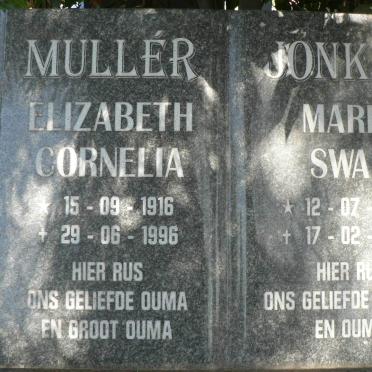 MULLER
ELIZABETH
CORNELIA
★ 15 - 09 - 1916
✝ 29 - 06 - 1996
HIER RUS
ONS GELIEFDE OUMA
EN GROOT OUMA
JONK
MAR
SWA
★ 12 - 07 -
✝ 17 - 02 -
HIER RU
ONS GELIEFDE
EN OUM